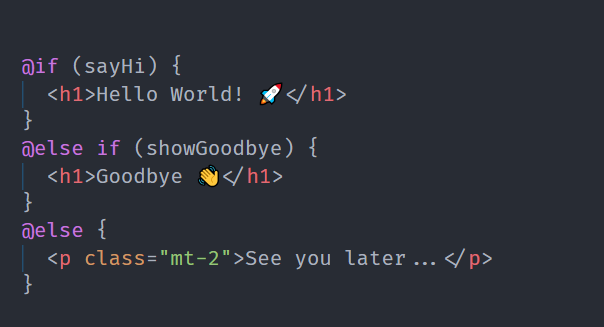 @if (sayHi) {
  <h1>Hello World! 🚀</h1>
}
@else if (showGoodbye) {
  <h1>Goodbye 👋</h1>
}
@else {
  <p class="mt-2">See you later...</p>
}